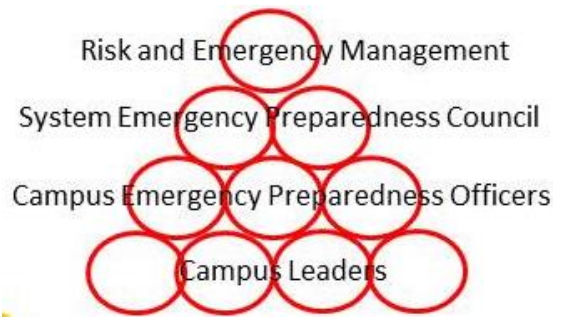 Risk and Emergency Management
System Emergency Preparedness Council
Campus Emergency Preparedness Officers
Campus Leaders